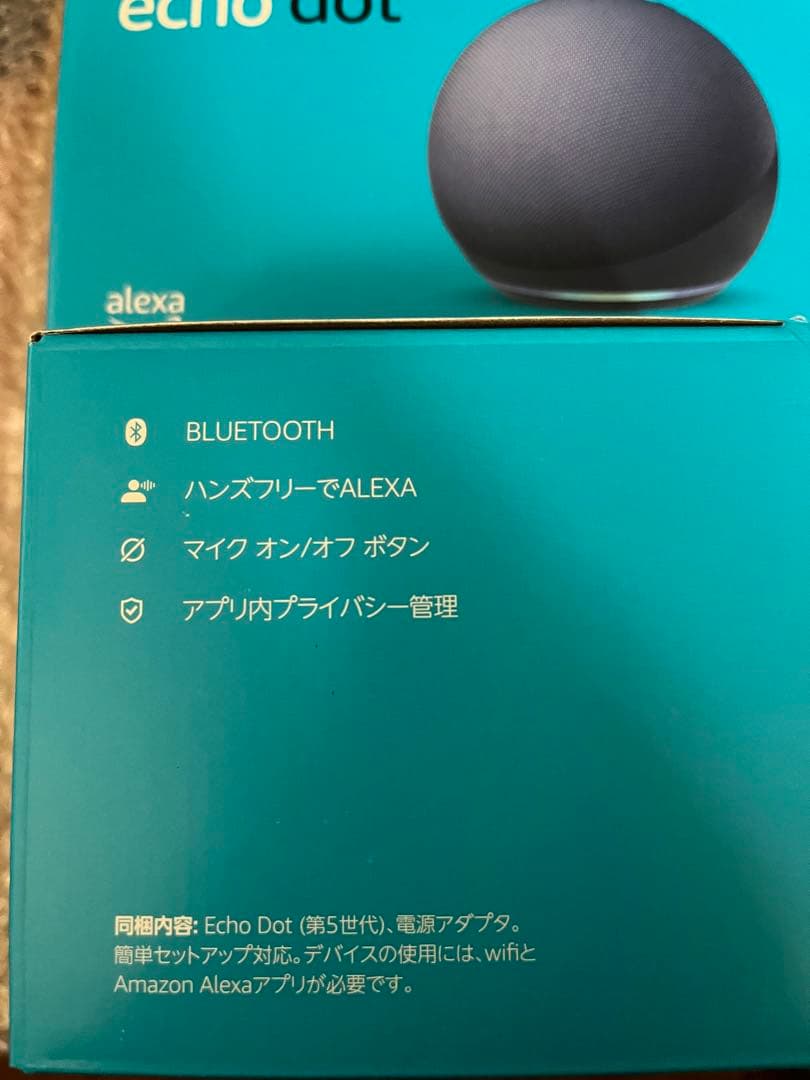 echo dot
alexa
BLUETOOTH
ハンズフリーでALEXA
マイク オン/オフ ボタン
アプリ内プライバシー管理
同梱内容: Echo Dot (第5世代)、電源アダプタ。
簡単セットアップ対応。デバイスの使用には、wifiと
Amazon Alexaアプリが必要です。